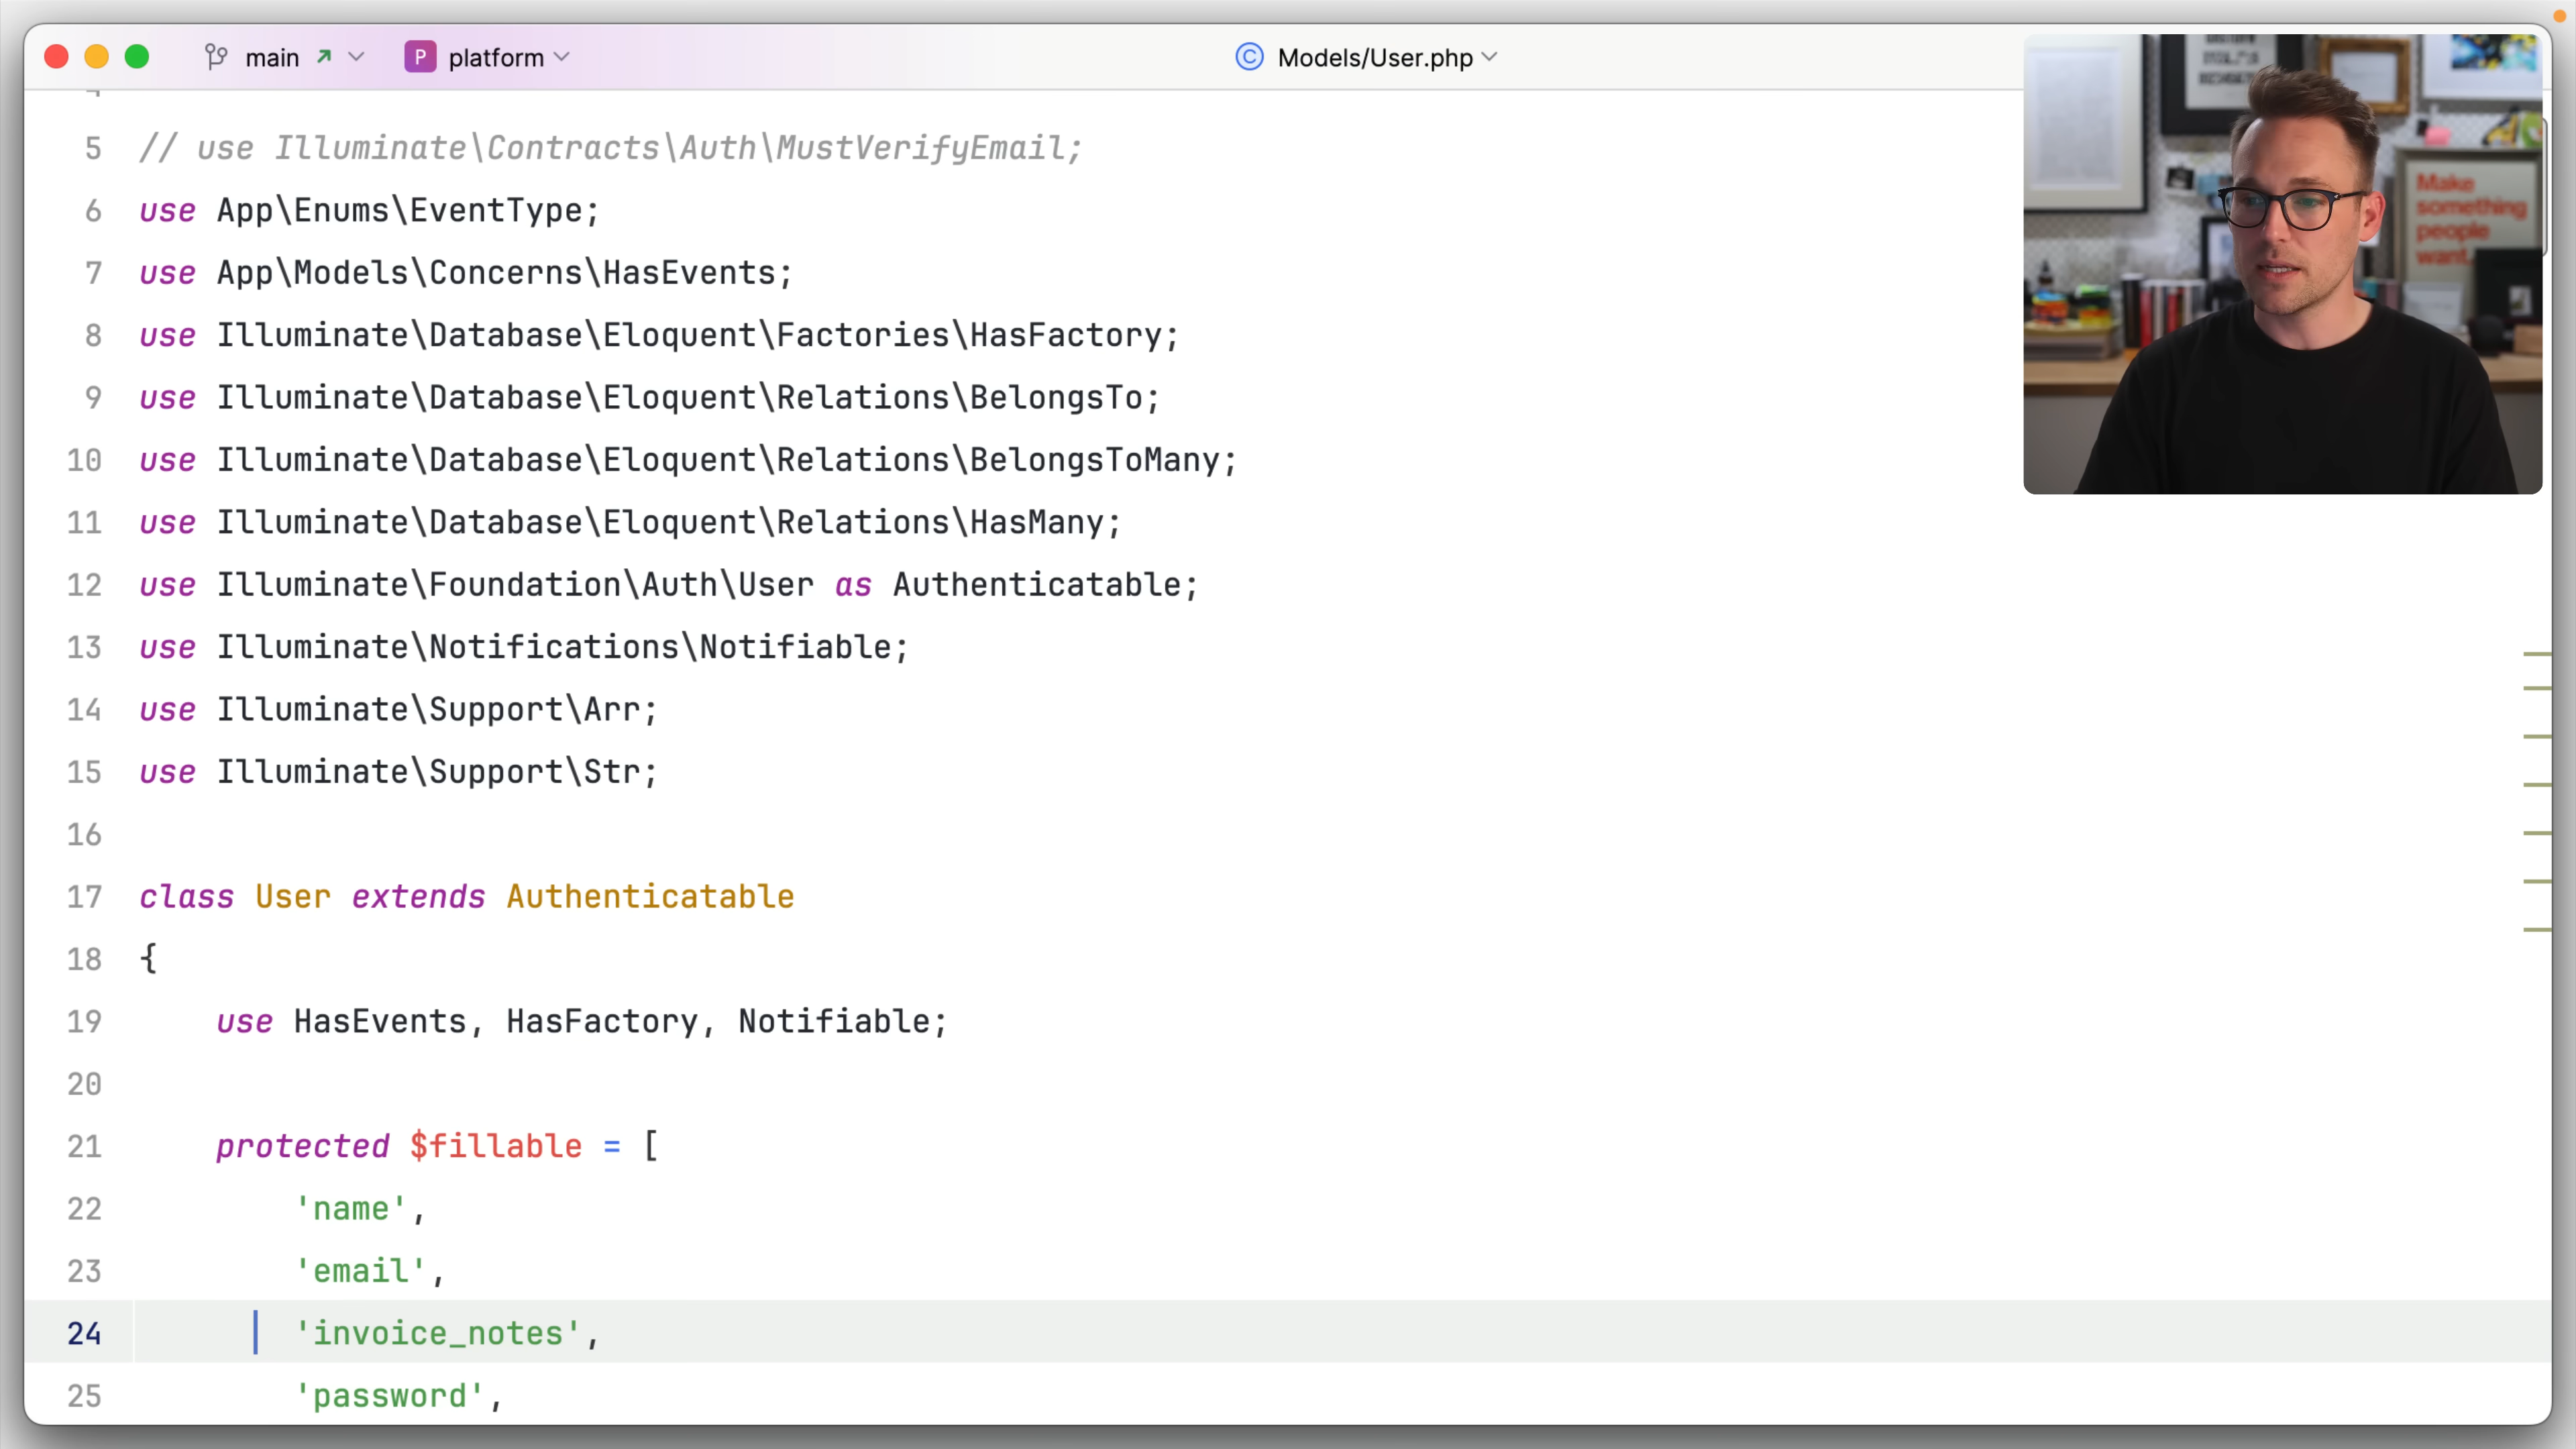 main
P platform
C Models/User.php
4
5 // use Illuminate\Contracts\Auth\MustVerifyEmail;
6 use App\Enums\EventType;
7 use App\Models\Concerns\HasEvents;
8 use Illuminate\Database\Eloquent\Factories\HasFactory;
9 use Illuminate\Database\Eloquent\Relations\BelongsTo;
10 use Illuminate\Database\Eloquent\Relations\BelongsToMany;
11 use Illuminate\Database\Eloquent\Relations\HasMany;
12 use Illuminate\Foundation\Auth\User as Authenticatable;
13 use Illuminate\Notifications\Notifiable;
14 use Illuminate\Support\Arr;
15 use Illuminate\Support\Str;
16
17 class User extends Authenticatable
18 {
19 use HasEvents, HasFactory, Notifiable;
20
21 protected $fillable = [
22 'name',
23 'email',
24 'invoice_notes',
25 'password',
Make
something
people
want.